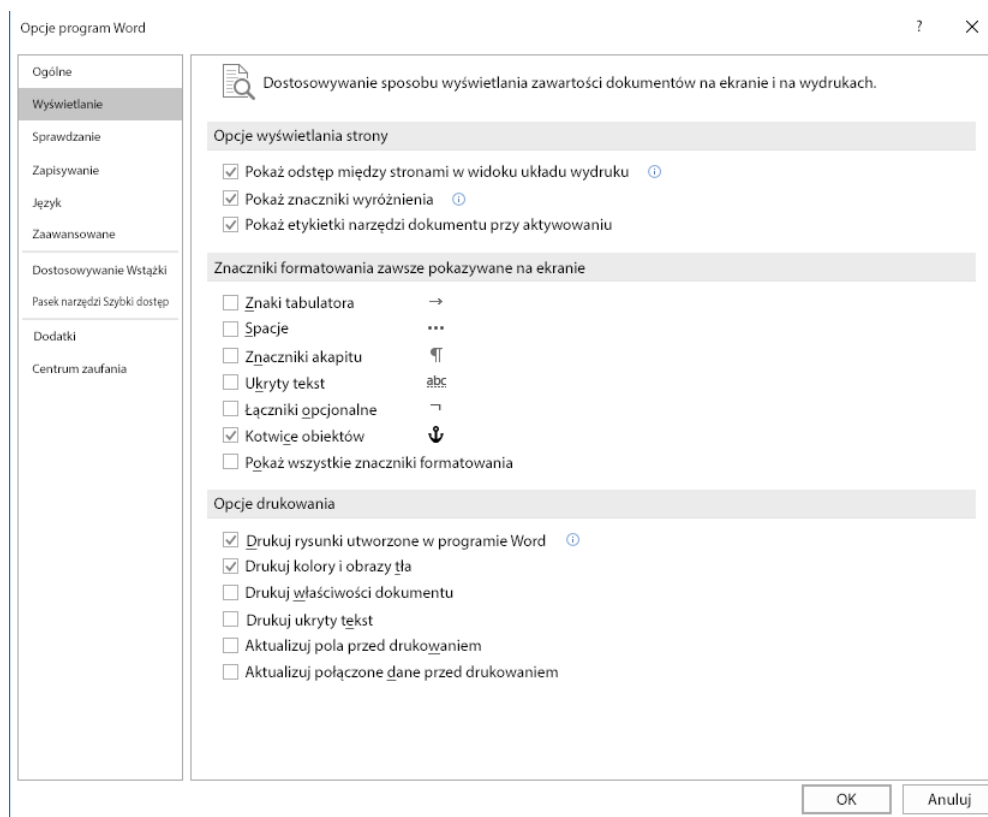 Opcje program Word
?
Ogólne
Wyświetlanie
Sprawdzanie
Zapisywanie
Język
Zaawansowane
Dostosowywanie Wstążki
Pasek narzędzi Szybki dostęp
Dodatki
Centrum zaufania
Dostosowywanie sposobu wyświetlania zawartości dokumentów na ekranie i na wydrukach.
Opcje wyświetlania strony
Pokaż odstęp między stronami w widoku układu wydruku
Pokaż znaczniki wyróżnienia
Pokaż etykietki narzędzi dokumentu przy aktywowaniu
Znaczniki formatowania zawsze pokazywane na ekranie
Znaki tabulatora →
Spacje •••
Znaczniki akapitu ¶
Ukryty tekst abc
Łączniki opcjonalne ¬
Kotwice obiektów
Pokaż wszystkie znaczniki formatowania
Opcje drukowania
Drukuj rysunki utworzone w programie Word
Drukuj kolory i obrazy tła
Drukuj właściwości dokumentu
Drukuj ukryty tekst
Aktualizuj pola przed drukowaniem
Aktualizuj połączone dane przed drukowaniem
OK Anuluj